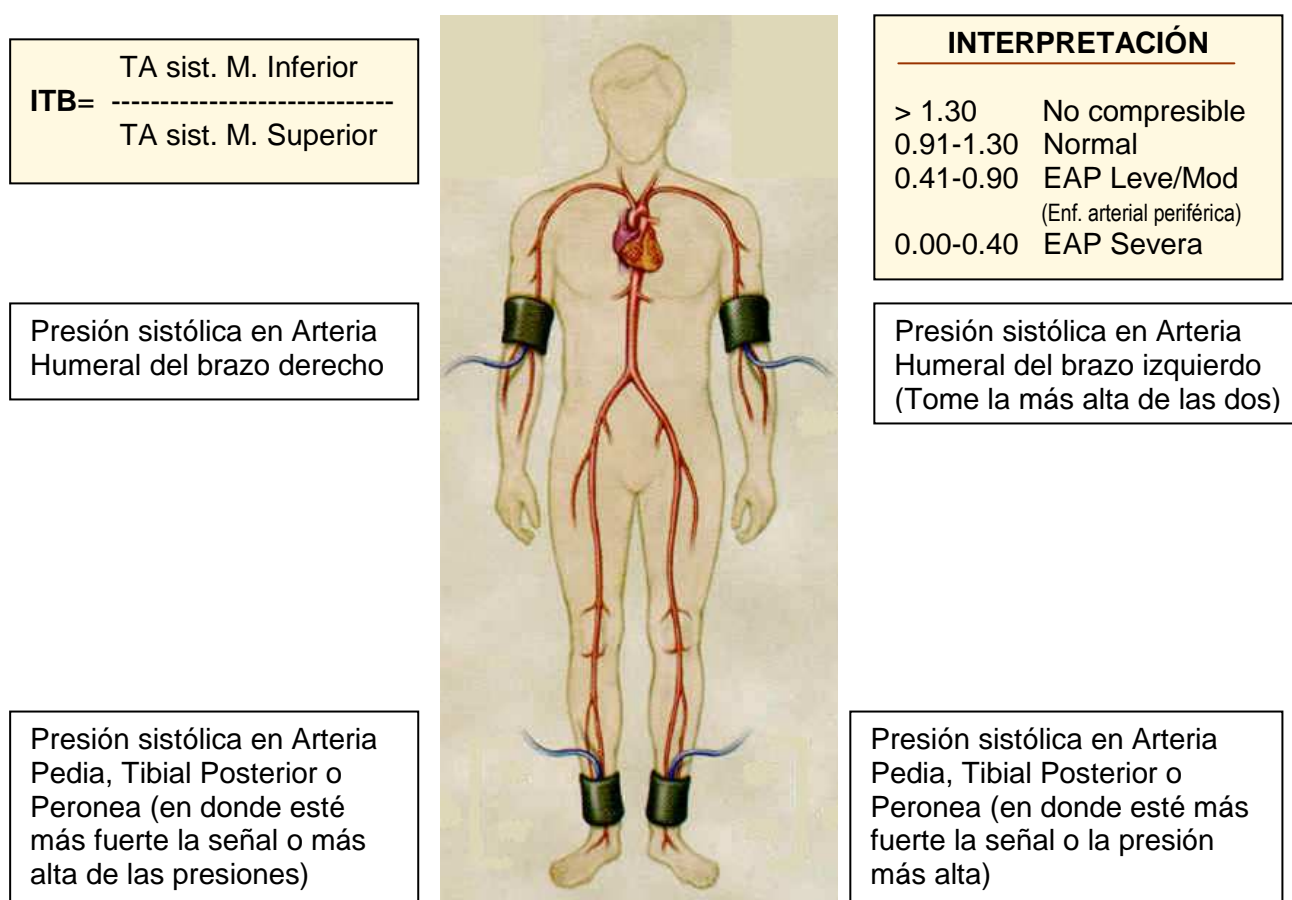 TA sist. M. Inferior
ITB= -----------------------------
TA sist. M. Superior
INTERPRETACIÓN
> 1.30 No compresible
0.91-1.30 Normal
0.41-0.90 EAP Leve/Mod
(Enf. arterial periférica)
0.00-0.40 EAP Severa
Presión sistólica en Arteria
Humeral del brazo derecho
Presión sistólica en Arteria
Humeral del brazo izquierdo
(Tome la más alta de las dos)
Presión sistólica en Arteria
Pedia, Tibial Posterior o
Peronea (en donde esté
más fuerte la señal o más
alta de las presiones)
Presión sistólica en Arteria
Pedia, Tibial Posterior o
Peronea (en donde esté más
fuerte la señal o la presión
más alta)